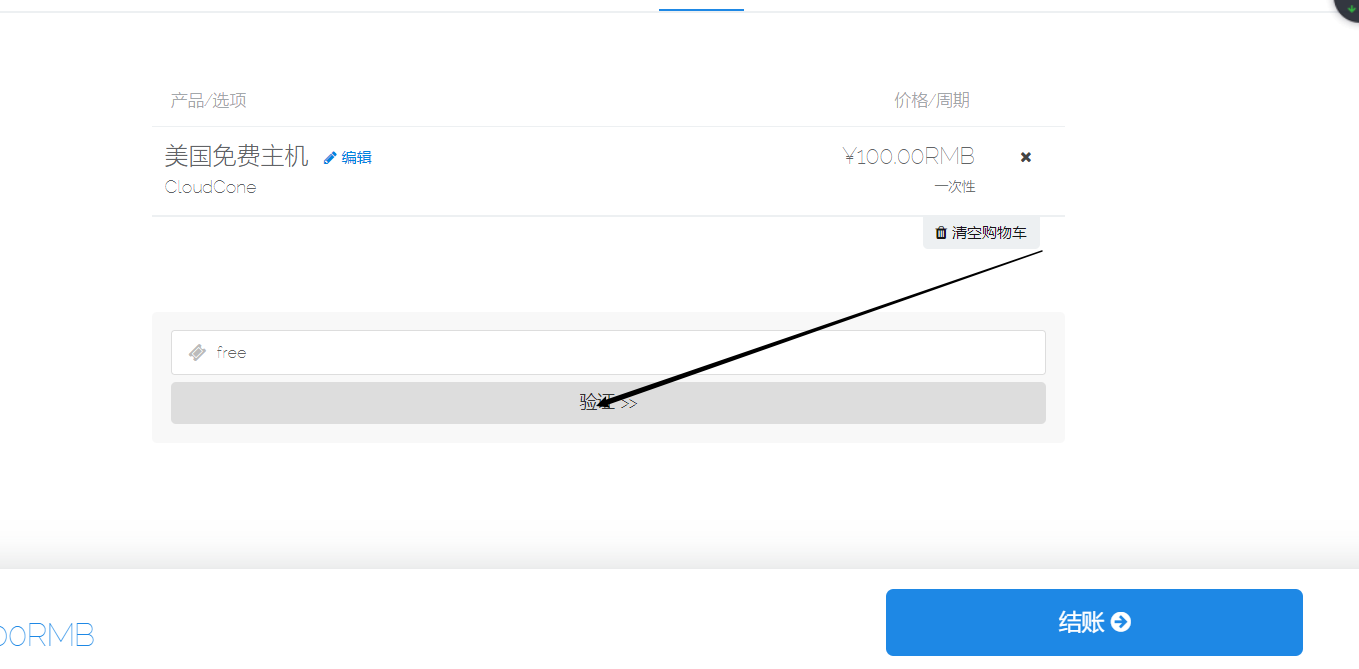 产品/选项 价格/周期
美国免费主机 编辑 ¥100.00RMB
CloudCone 一次性
清空购物车
free
验证 >>
00RMB
结账